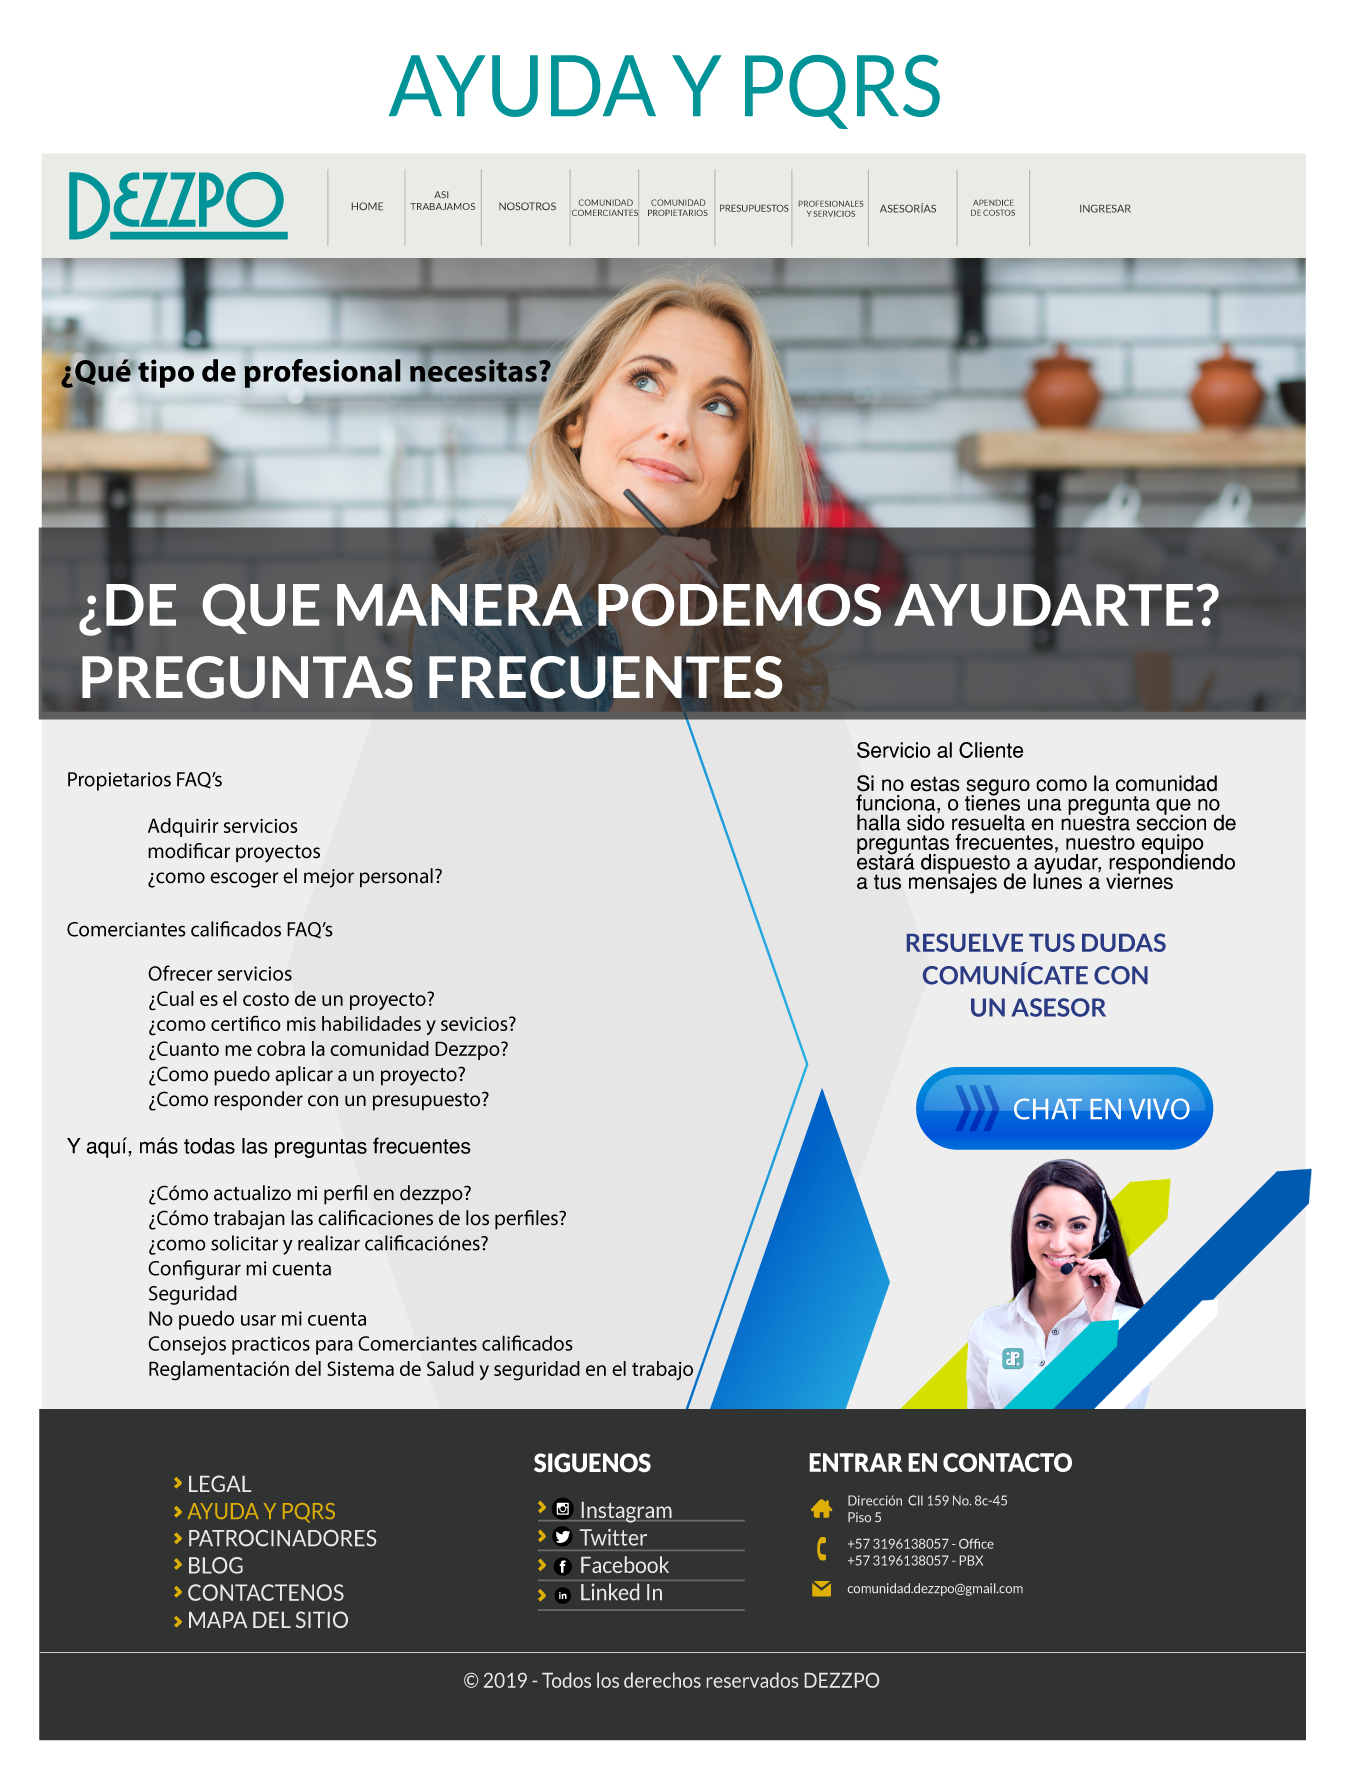 AYUDA Y PQRS
DEZZPO
HOME
ASI
TRABAJAMOS
NOSOTROS
COMUNIDAD
COMERCIANTES
COMUNIDAD
PROPIETARIOS
PRESUPUESTOS
PROFESIONALES
Y SERVICIOS
ASESORÍAS
APENDICE
DE COSTOS
INGRESAR
¿Qué tipo de profesional necesitas?
¿DE QUE MANERA PODEMOS AYUDARTE?
PREGUNTAS FRECUENTES
Propietarios FAQ's
Adquirir servicios
modificar proyectos
¿como escoger el mejor personal?
Comerciantes calificados FAQ's
Ofrecer servicios
¿Cual es el costo de un proyecto?
¿como certifico mis habilidades y sevicios?
¿Cuanto me cobra la comunidad Dezzpo?
¿Como puedo aplicar a un proyecto?
¿Como responder con un presupuesto?
Y aquí, más todas las preguntas frecuentes
¿Cómo actualizo mi perfil en dezzpo?
¿Cómo trabajan las calificaciones de los perfiles?
¿como solicitar y realizar calificaciónes?
Configurar mi cuenta
Seguridad
No puedo usar mi cuenta
Consejos practicos para Comerciantes calificados
Reglamentación del Sistema de Salud y seguridad en el trabajo
Servicio al Cliente
Si no estas seguro como la comunidad
funciona, o tienes una pregunta que no
halla sido resuelta en nuestra seccion de
preguntas frecuentes, nuestro equipo
estará dispuesto a ayudar, respondiendo
a tus mensajes de lunes a viernes
RESUELVE TUS DUDAS
COMUNÍCATE CON
UN ASESOR
CHAT EN VIVO
LEGAL
AYUDA Y PQRS
PATROCINADORES
BLOG
CONTACTENOS
MAPA DEL SITIO
SIGUENOS
Instagram
Twitter
Facebook
Linked In
ENTRAR EN CONTACTO
Dirección Cll 159 No. 8c-45
Piso 5
+57 3196138057 - Office
+57 3196138057 - PBX
comunidad.dezzpo@gmail.com
© 2019 - Todos los derechos reservados DEZZPO